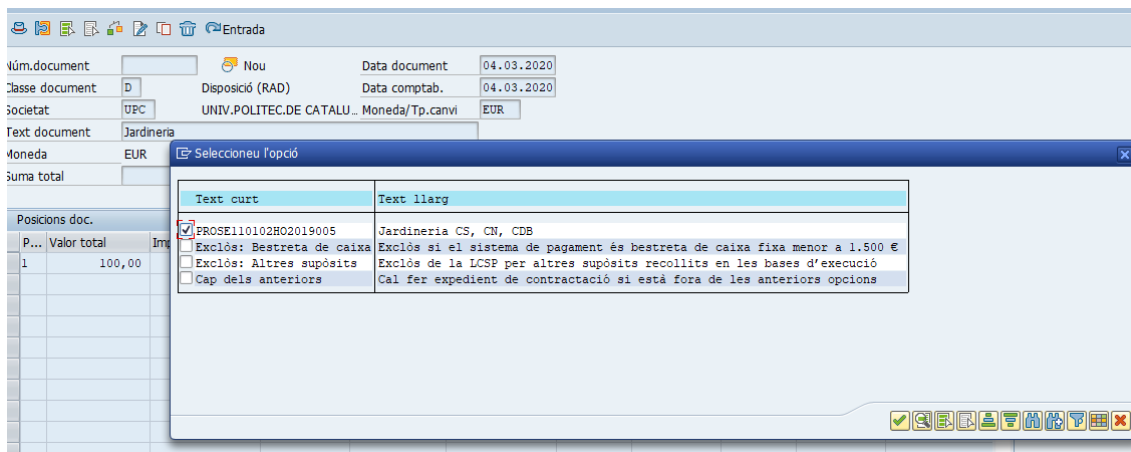 Entrada
Núm.document Nou Data document 04.03.2020
Classe document D Disposició (RAD) Data comptab. 04.03.2020
Societat UPC UNIV.POLITEC.DE CATALU... Moneda/Tp.canvi EUR
Text document Jardineria
Moneda EUR
Suma total
Seleccioneu l'opció
Text curt Text llarg
PROSE110102HO2019005 Jardineria CS, CN, CDB
Exclòs: Bestreta de caixa Exclòs si el sistema de pagament és bestreta de caixa fixa menor a 1.500 €
Exclòs: Altres supòsits Exclòs de la LCSP per altres supòsits recollits en les bases d'execució
Cap dels anteriors Cal fer expedient de contractació si està fora de les anteriors opcions
Posicions doc.
P... Valor total Im
1 100,00